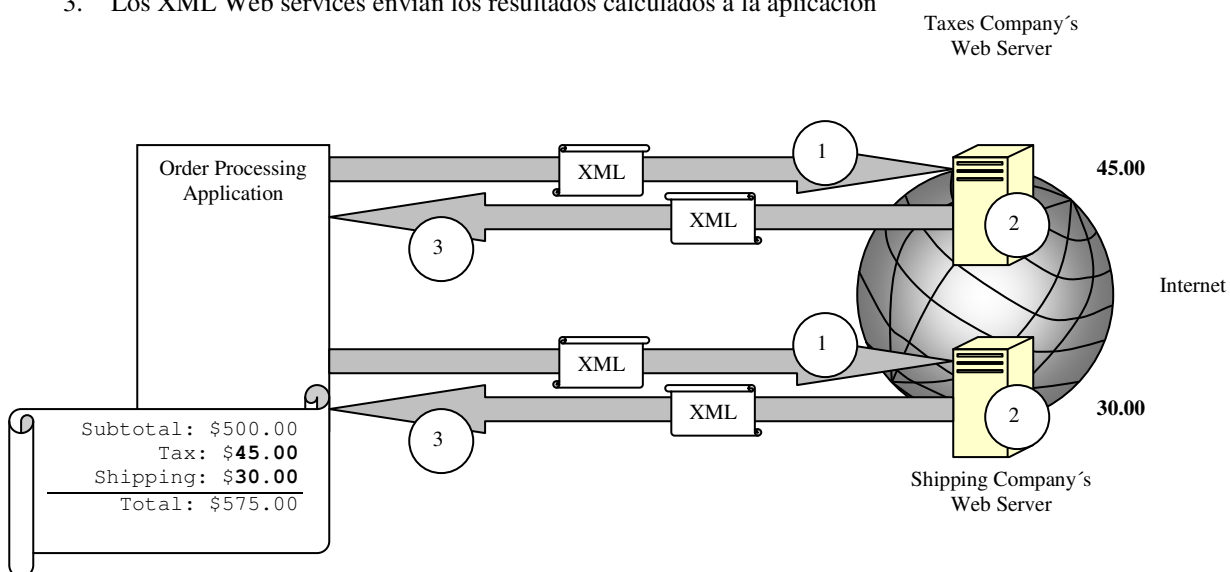 3. Los XML Web services envían los resultados calculados a la aplicación
Taxes Company´s
Web Server
Order Processing
Application
XML
1
45.00
XML
2
3
Internet
XML
1
XML
2
30.00
3
Subtotal: $500.00
Tax: $45.00
Shipping: $30.00
Total: $575.00
Shipping Company´s
Web Server